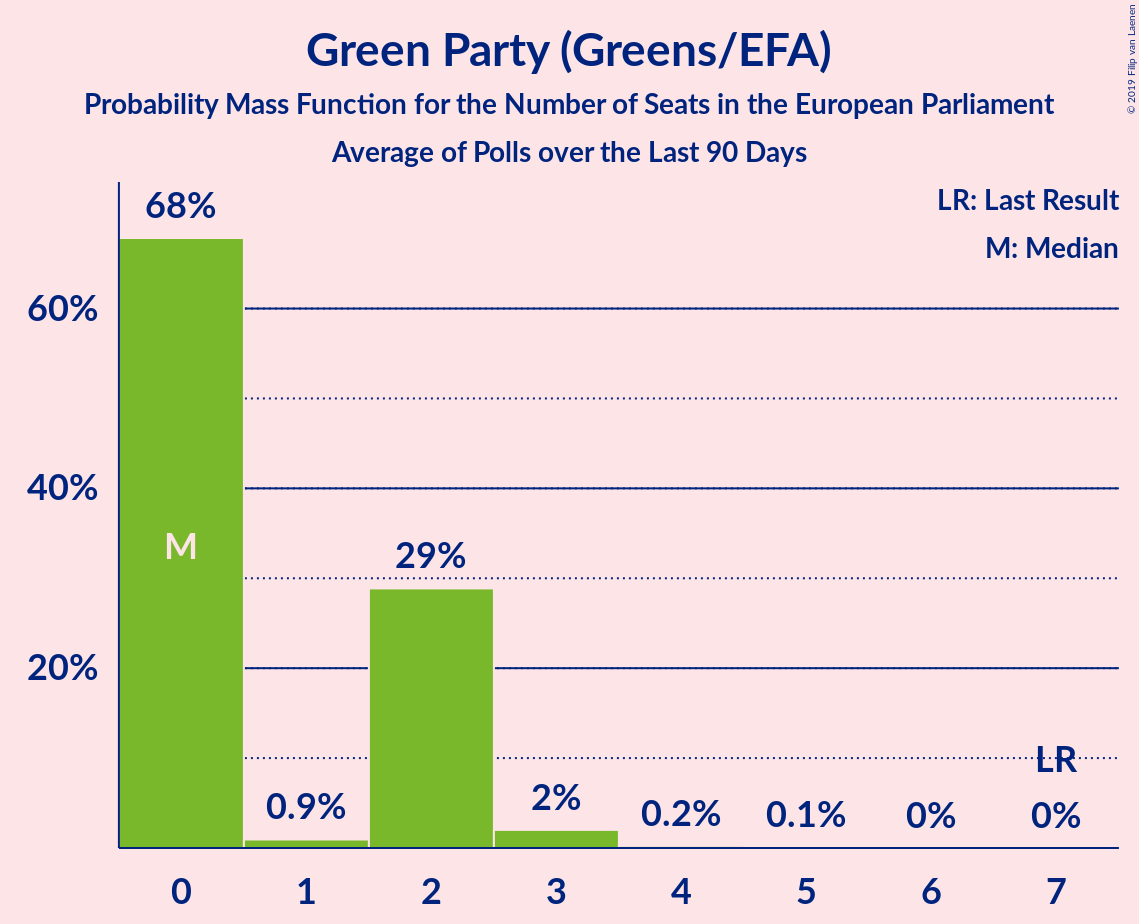 Green Party (Greens/EFA)
Probability Mass Function for the Number of Seats in the European Parliament
Average of Polls over the Last 90 Days
© 2019 Filip van Laenen
LR: Last Result
M: Median
68%
60%
40%
M
29%
20%
LR
0.9%
2%
0.2%
0.1%
0%
0%
0 1 2 3 4 5 6 7